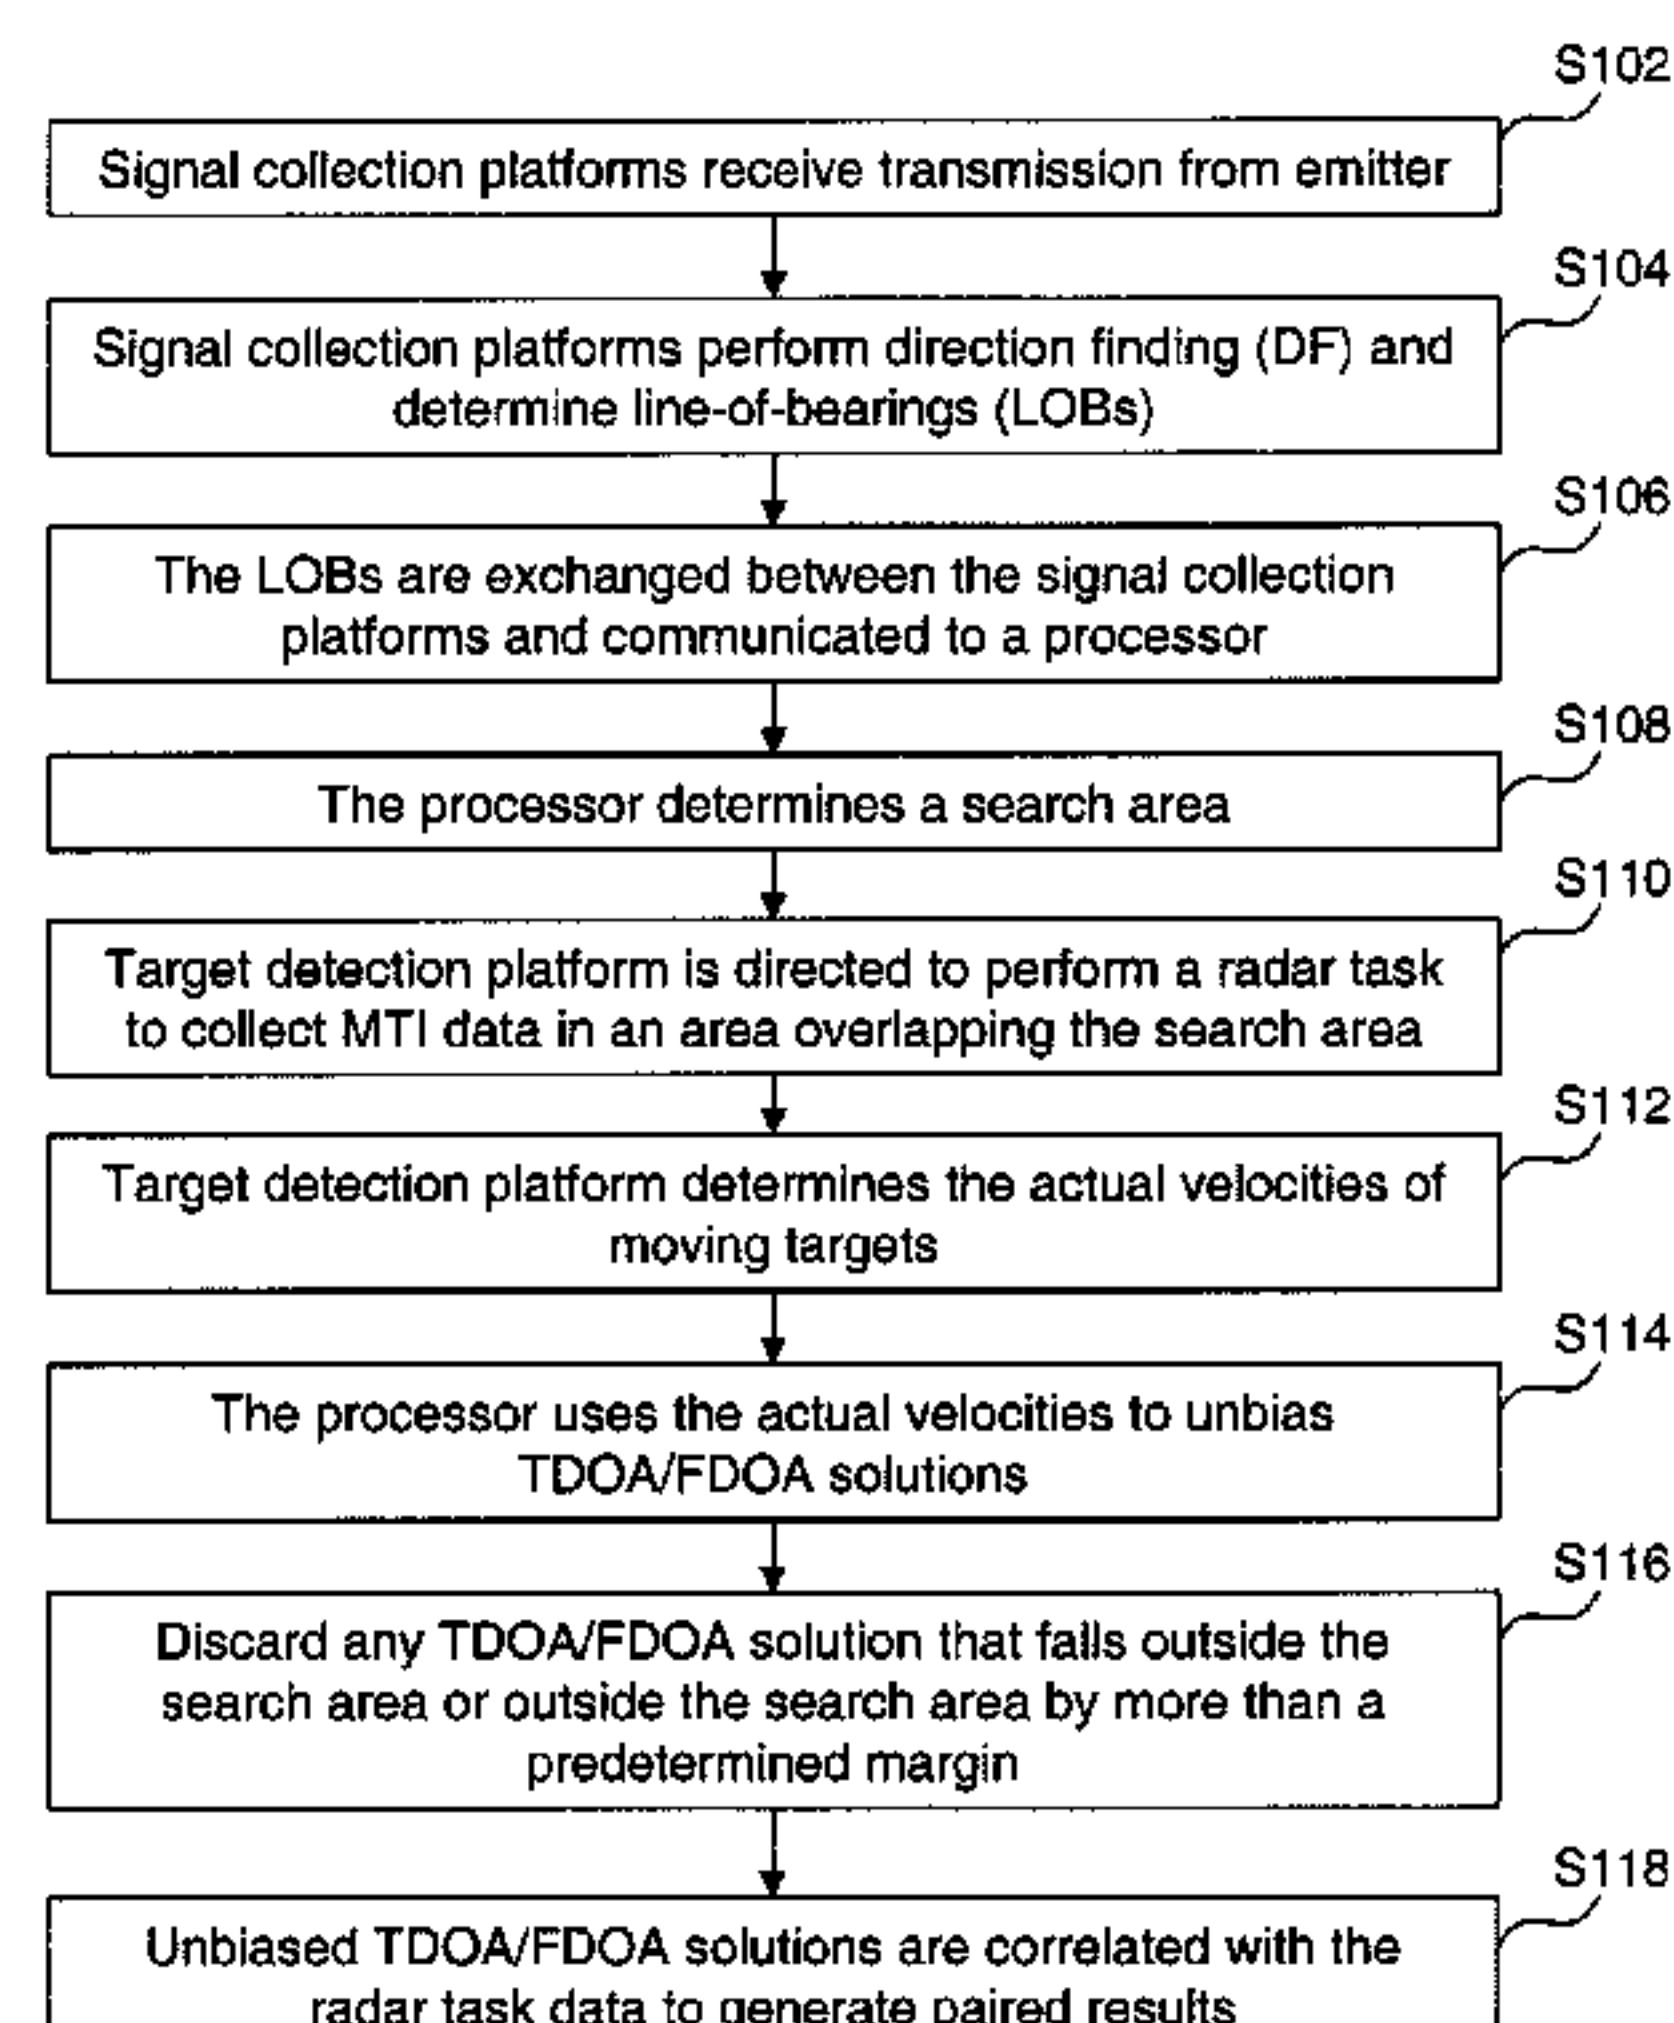 S102
Signal collection platforms receive transmission from emitter
S104
Signal collection platforms perform direction finding (DF) and
determine line-of-bearings (LOBs)
S106
The LOBs are exchanged between the signal collection
platforms and communicated to a processor
S108
The processor determines a search area
S110
Target detection platform is directed to perform a radar task
to collect MTI data in an area overlapping the search area
S112
Target detection platform determines the actual velocities of
moving targets
S114
The processor uses the actual velocities to unbias
TDOA/FDOA solutions
S116
Discard any TDOA/FDOA solution that falls outside the
search area or outside the search area by more than a
predetermined margin
S118
Unbiased TDOA/FDOA solutions are correlated with the
radar task data to generate paired results